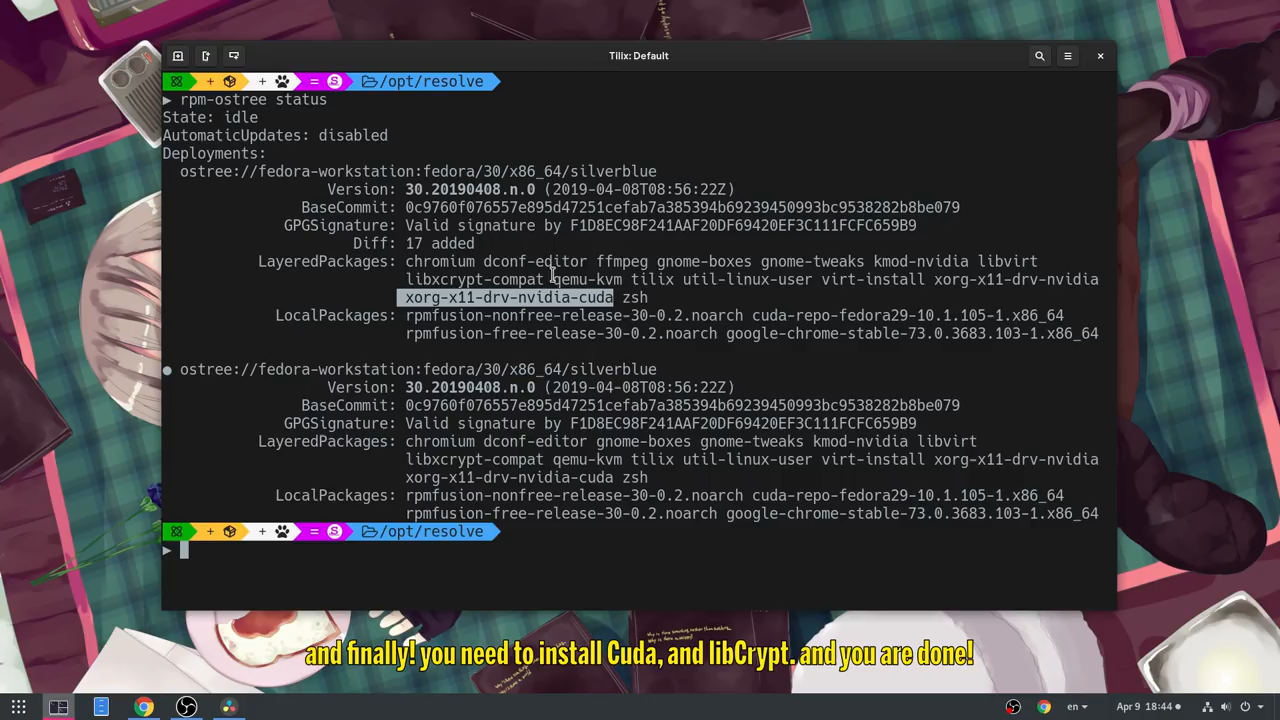 Tilix: Default
+ + = S /opt/resolve
▶ rpm-ostree status
State: idle
AutomaticUpdates: disabled
Deployments:
ostree://fedora-workstation:fedora/30/x86_64/silverblue
Version: 30.20190408.n.0 (2019-04-08T08:56:22Z)
BaseCommit: 0c9760f076557e895d47251cefab7a385394b69239450993bc9538282b8be079
GPGSignature: Valid signature by F1D8EC98F241AAF20DF69420EF3C111FCFC659B9
Diff: 17 added
LayeredPackages: chromium dconf-editor ffmpeg gnome-boxes gnome-tweaks kmod-nvidia libvirt
libxcrypt-compat qemu-kvm tilix util-linux-user virt-install xorg-x11-drv-nvidia
xorg-x11-drv-nvidia-cuda zsh
LocalPackages: rpmfusion-nonfree-release-30-0.2.noarch cuda-repo-fedora29-10.1.105-1.x86_64
rpmfusion-free-release-30-0.2.noarch google-chrome-stable-73.0.3683.103-1.x86_64
● ostree://fedora-workstation:fedora/30/x86_64/silverblue
Version: 30.20190408.n.0 (2019-04-08T08:56:22Z)
BaseCommit: 0c9760f076557e895d47251cefab7a385394b69239450993bc9538282b8be079
GPGSignature: Valid signature by F1D8EC98F241AAF20DF69420EF3C111FCFC659B9
LayeredPackages: chromium dconf-editor gnome-boxes gnome-tweaks kmod-nvidia libvirt
libxcrypt-compat qemu-kvm tilix util-linux-user virt-install xorg-x11-drv-nvidia
xorg-x11-drv-nvidia-cuda zsh
LocalPackages: rpmfusion-nonfree-release-30-0.2.noarch cuda-repo-fedora29-10.1.105-1.x86_64
rpmfusion-free-release-30-0.2.noarch google-chrome-stable-73.0.3683.103-1.x86_64
+ + = S /opt/resolve
▶
and finally! you need to install Cuda, and libCrypt. and you are done!
en
Apr 9 18:44